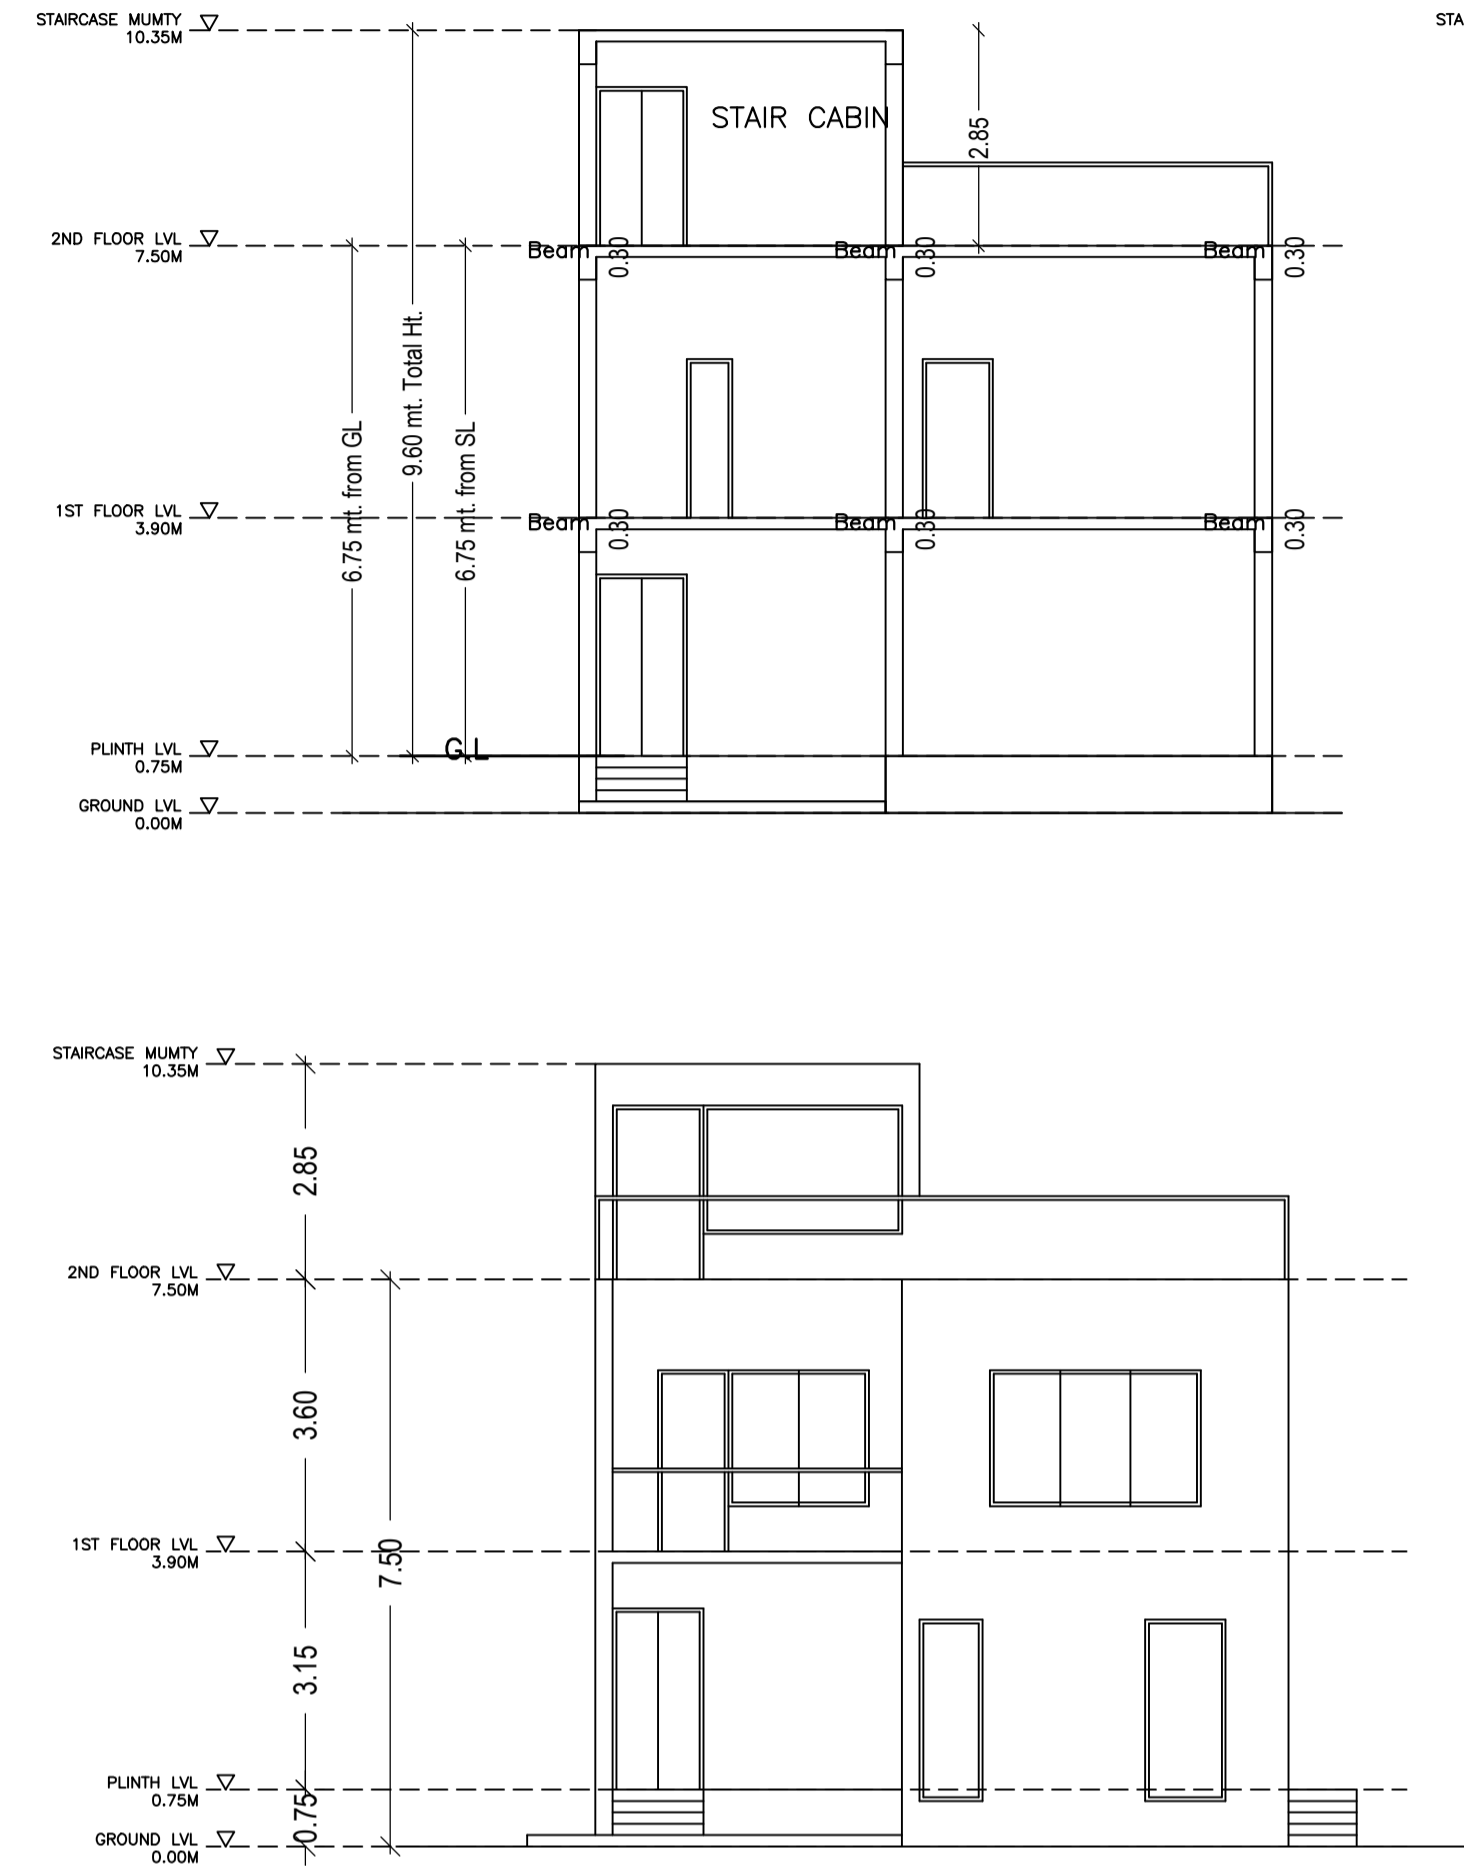 STAIRCASE MUMTY
10.35M
STA
STAIR CABIN
2.85
2ND FLOOR LVL
7.50M
Beam
0.30
Beam
0.30
Beam
0.30
6.75 mt. from GL
9.60 mt. Total Ht.
6.75 mt. from SL
1ST FLOOR LVL
3.90M
Beam
0.30
Beam
0.30
Beam
0.30
PLINTH LVL
0.75M
G.L
GROUND LVL
0.00M
STAIRCASE MUMTY
10.35M
2.85
2ND FLOOR LVL
7.50M
3.60
1ST FLOOR LVL
3.90M
7.50
3.15
PLINTH LVL
0.75M
0.75
GROUND LVL
0.00M